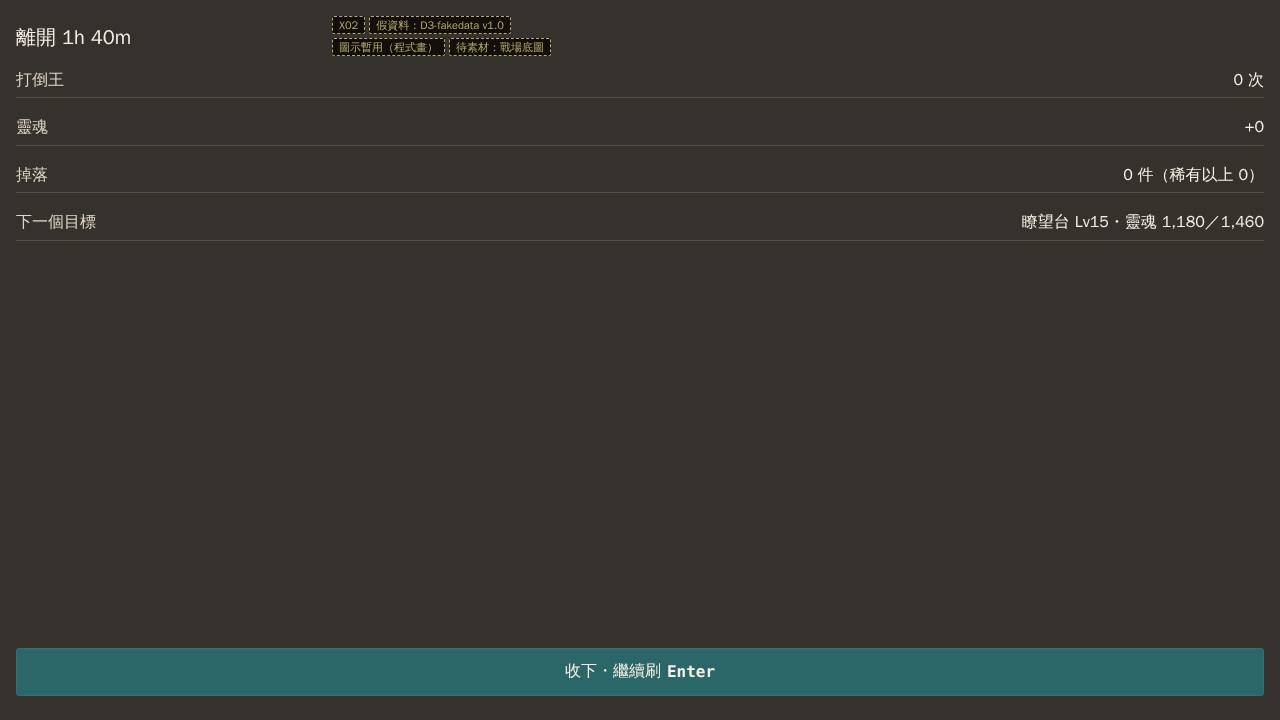 離開 1h 40m
X02 假資料：D3-fakedata v1.0
圖示暫用（程式畫） 待素材：戰場底圖
打倒王 0 次
靈魂 +0
掉落 0 件（稀有以上 0）
下一個目標 瞭望台 Lv15・靈魂 1,180／1,460
收下・繼續刷 Enter